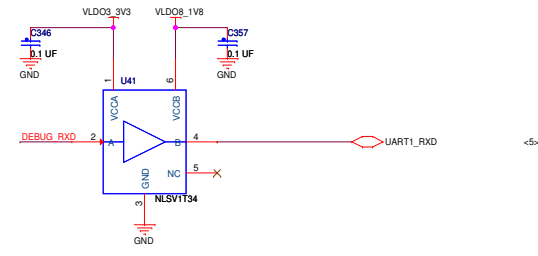 VLDO3_3V3
VLDO8_1V8
C346
C357
0.1 UF
0.1 UF
GND
GND
U41
1
6
VCCA
VCCB
DEBUG_RXD
2
A
B
4
UART1_RXD
<5>
NC
5
GND
3
NLSV1T34
GND